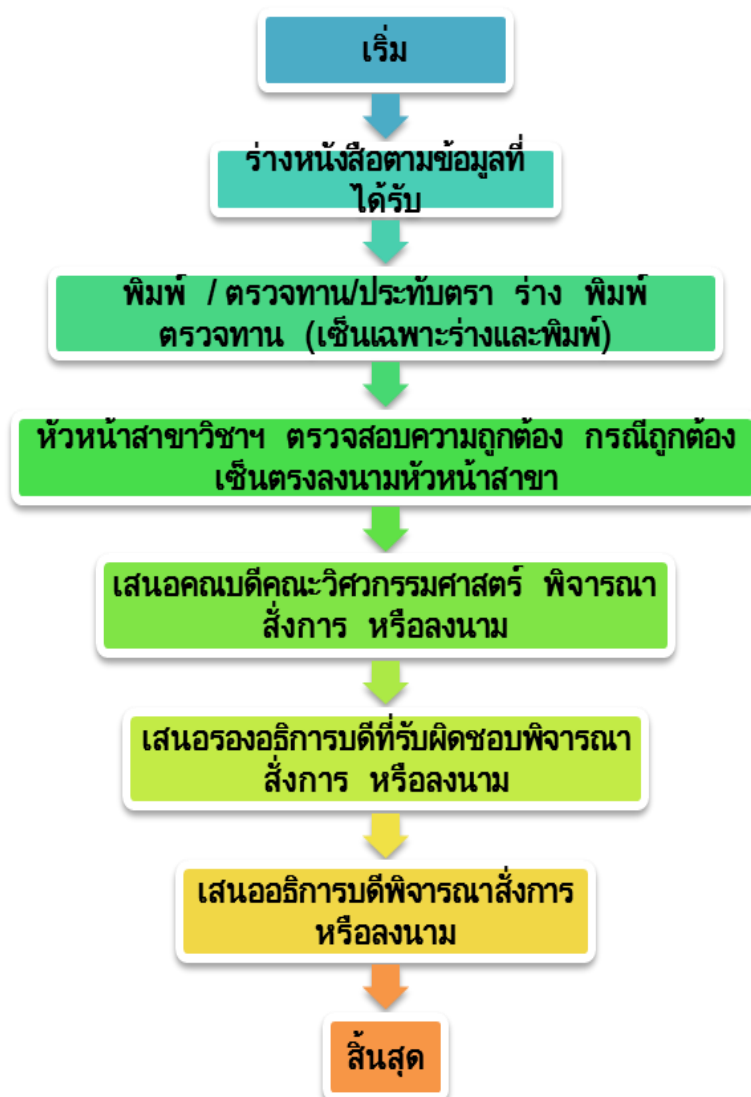 เริ่ม
ร่างหนังสือตามข้อมูลที่
ได้รับ
พิมพ์ / ตรวจทาน/ประทับตรา ร่าง พิมพ์
ตรวจทาน (เซ็นเฉพาะร่างและพิมพ์)
หัวหน้าสาขาวิชาฯ ตรวจสอบความถูกต้อง กรณีถูกต้อง
เซ็นตรงลงนามหัวหน้าสาขา
เสนอคณบดีคณะวิศวกรรมศาสตร์ พิจารณา
สั่งการ หรือลงนาม
เสนอรองอธิการบดีที่รับผิดชอบพิจารณา
สั่งการ หรือลงนาม
เสนออธิการบดีพิจารณาสั่งการ
หรือลงนาม
สิ้นสุด